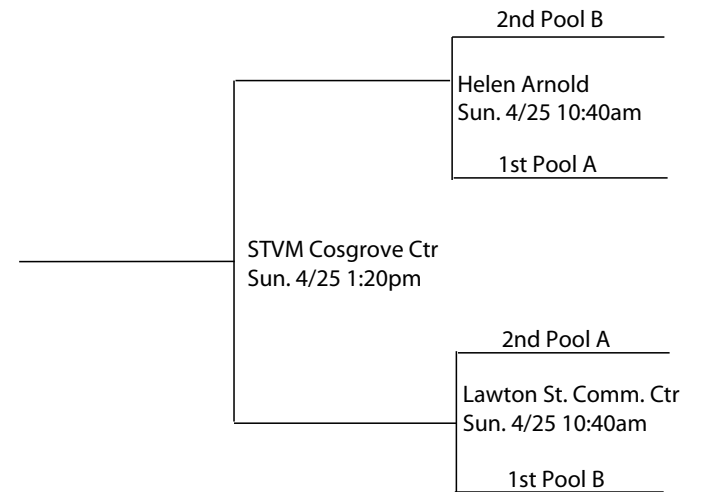 2nd Pool B
Helen Arnold
Sun. 4/25 10:40am
1st Pool A
STVM Cosgrove Ctr
Sun. 4/25 1:20pm
2nd Pool A
Lawton St. Comm. Ctr
Sun. 4/25 10:40am
1st Pool B